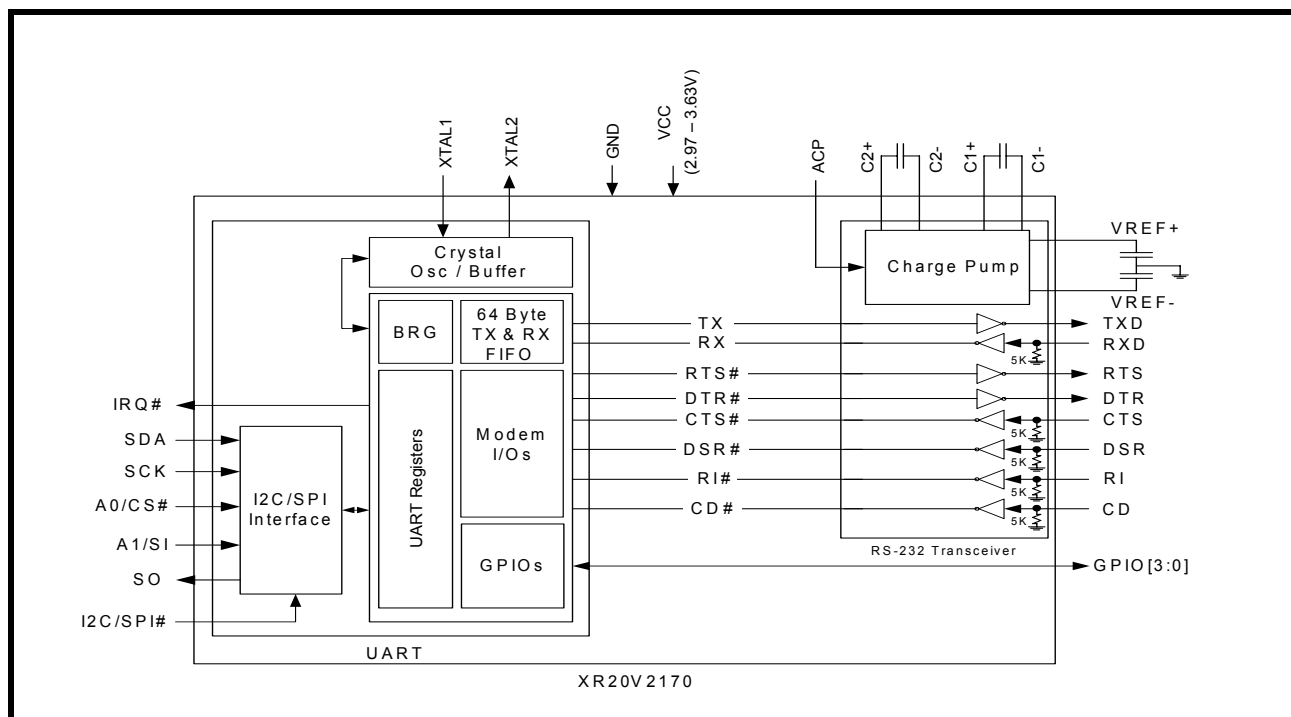 XTAL1
XTAL2
GND
VCC
(2.97 – 3.63V)
ACP
C2+
C2-
C1+
C1-
Crystal
Osc / Buffer
Charge Pump
VREF+
VREF-
BRG
64 Byte
TX & RX
FIFO
TX
TXD
RX
5K
RXD
RTS#
RTS
DTR#
DTR
CTS#
5K
CTS
DSR#
5K
DSR
RI#
5K
RI
CD#
5K
CD
IRQ#
SDA
SCK
A0/CS#
A1/SI
SO
I2C/SPI#
I2C/SPI
Interface
UART Registers
Modem
I/Os
GPIOs
RS-232 Transceiver
GPIO[3:0]
UART
XR20V2170